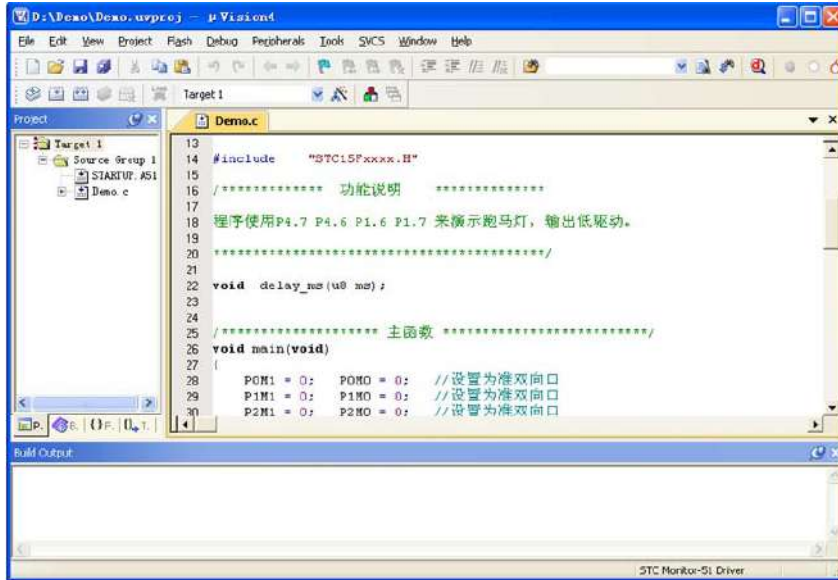 D:\Demo\Demo.uvproj - µVision4
File Edit View Project Flash Debug Peripherals Tools SVCS Window Help
Target 1
Project
Demo.c
Target 1
Source Group 1
STARTUP.A51
Demo.c
13
14 #include "STC15Fxxxx.H"
15
16 /************* 功能说明 **************
17
18 程序使用P4.7 P4.6 P1.6 P1.7 来演示跑马灯，输出低驱动。
19
20 ******************************************/
21
22 void delay_ms(u8 ms);
23
24
25 /******************** 主函数 **************************/
26 void main(void)
27 {
28 P0M1 = 0; P0M0 = 0; //设置为准双向口
29 P1M1 = 0; P1M0 = 0; //设置为准双向口
30 P2M1 = 0; P2M0 = 0; //设置为准双向口
P. B. {} F. 0 T.
Build Output
STC Monitor-51 Driver